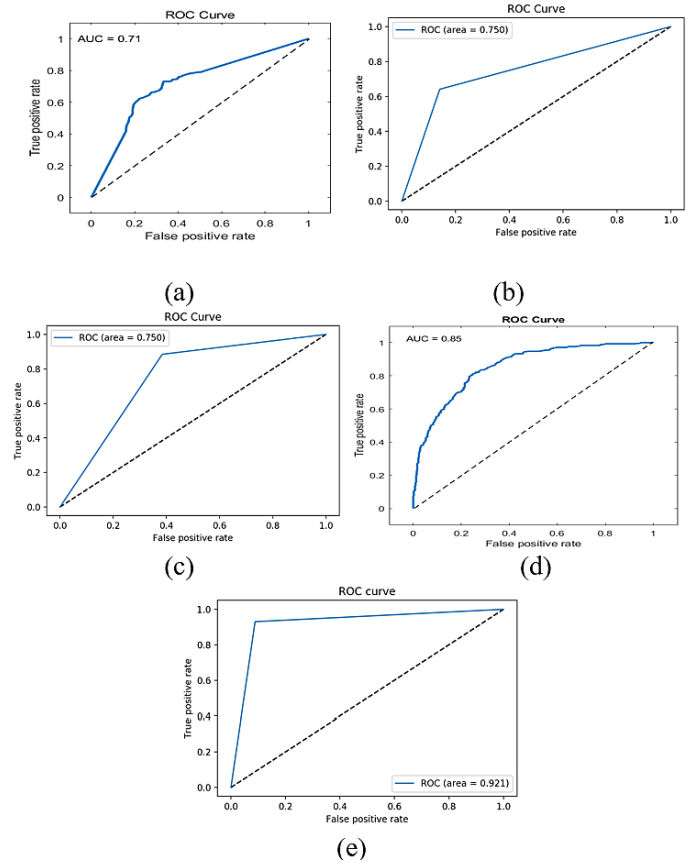 ROC Curve
AUC = 0.71
1
0.8
0.6
0.4
0.2
0
True positive rate
0 0.2 0.4 0.6 0.8 1
False positive rate
(a)
ROC Curve
ROC (area = 0.750)
1.0
0.8
0.6
0.4
0.2
0.0
True positive rate
0.0 0.2 0.4 0.6 0.8 1.0
False positive rate
(b)
ROC Curve
ROC (area = 0.750)
1.0
0.8
0.6
0.4
0.2
0.0
True positive rate
0.0 0.2 0.4 0.6 0.8 1.0
False positive rate
(c)
ROC Curve
AUC = 0.85
1
0.8
0.6
0.4
0.2
0
True positive rate
0 0.2 0.4 0.6 0.8 1
False positive rate
(d)
ROC curve
1.0
0.8
0.6
0.4
0.2
0.0
True positive rate
ROC (area = 0.921)
0.0 0.2 0.4 0.6 0.8 1.0
False positive rate
(e)